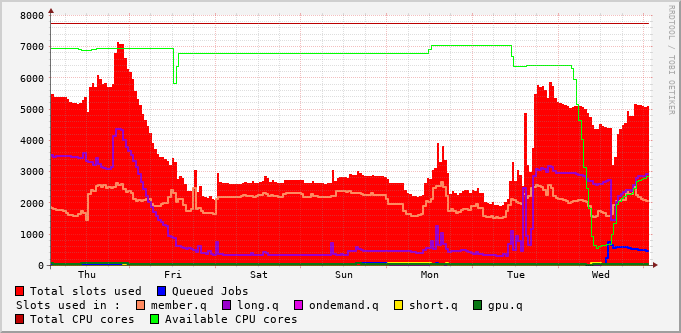 8000
7000
6000
5000
4000
3000
2000
1000
0
Thu Fri Sat Sun Mon Tue Wed
RRDTOOL / TOBI OETIKER
Total slots used Queued Jobs
Slots used in : member.q long.q ondemand.q short.q gpu.q
Total CPU cores Available CPU cores